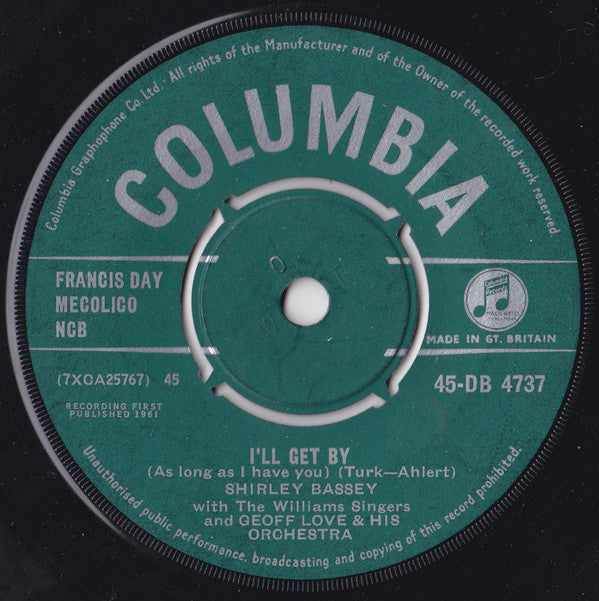 Columbia Graphophone Co. Ltd. · All rights of the Manufacturer and of the Owner of the recorded work reserved.
COLUMBIA
FRANCIS DAY
MECOLICO
NCB
Columbia
Records
MADE IN GT. BRITAIN
(7XCA25767) 45
45-DB 4737
RECORDING FIRST
PUBLISHED 1961
I'LL GET BY
(As long as I have you) (Turk—Ahlert)
SHIRLEY BASSEY
with The Williams Singers
and GEOFF LOVE & HIS
ORCHESTRA
Unauthorised public performance, broadcasting and copying of this record prohibited.